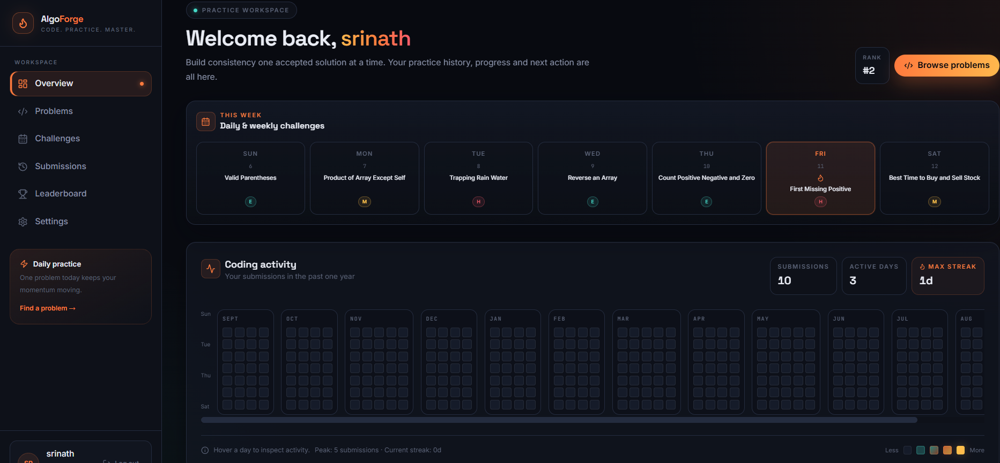 AlgoForge
CODE. PRACTICE. MASTER.
WORKSPACE
Overview
Problems
Challenges
Submissions
Leaderboard
Settings
Daily practice
One problem today keeps your
momentum moving.
Find a problem →
srinath
SR
Log out
PRACTICE WORKSPACE
Welcome back, srinath
Build consistency one accepted solution at a time. Your practice history, progress and next action are
all here.
RANK
#2
Browse problems
THIS WEEK
Daily & weekly challenges
SUN
6
Valid Parentheses
E
MON
7
Product of Array Except Self
M
TUE
8
Trapping Rain Water
H
WED
9
Reverse an Array
E
THU
10
Count Positive Negative and Zero
E
FRI
11
First Missing Positive
H
SAT
12
Best Time to Buy and Sell Stock
M
Coding activity
Your submissions in the past one year
SUBMISSIONS
10
ACTIVE DAYS
3
MAX STREAK
1d
SEPT OCT NOV DEC JAN FEB MAR APR MAY JUN JUL AUG
Sun
Tue
Thu
Sat
Hover a day to inspect activity. Peak: 5 submissions · Current streak: 0d
Less More